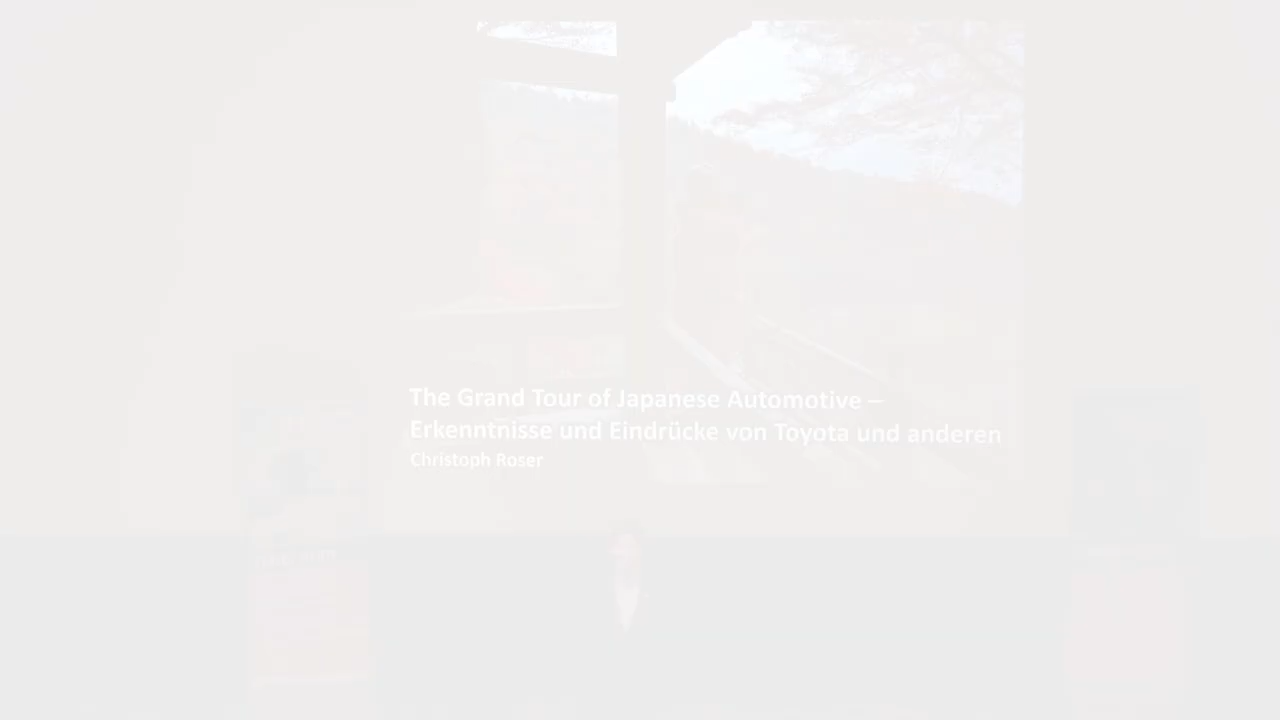 The Grand Tour of Japanese Automotive –
Erkenntnisse und Eindrücke von Toyota und anderen
Christoph Roser